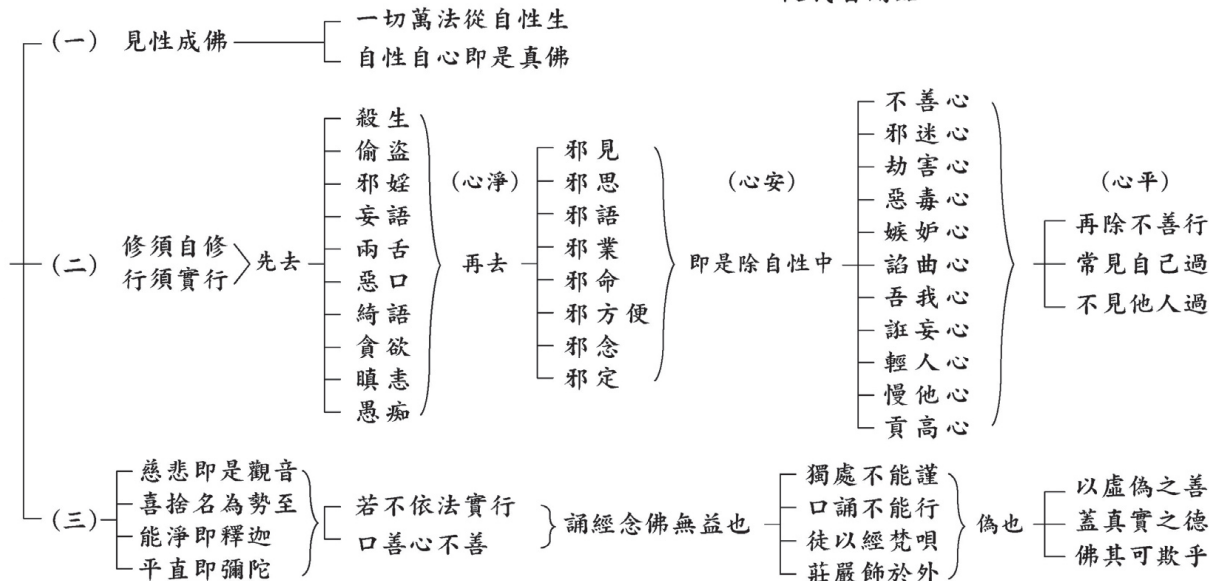 (一) 見性成佛
一切萬法從自性生
自性自心即是真佛
(二) 修須自修
行須實行
先去
殺生
偷盜
邪婬
妄語
兩舌
惡口
綺語
貪欲
瞋恚
愚痴
(心淨)
再去
邪見
邪思
邪語
邪業
邪命
邪方便
邪念
邪定
(心安)
即是除自性中
不善心
邪迷心
劫害心
惡毒心
嫉妒心
諂曲心
吾我心
誑妄心
輕人心
慢他心
貢高心
(心平)
再除不善行
常見自己過
不見他人過
(三)
慈悲即是觀音
喜捨名為勢至
能淨即釋迦
平直即彌陀
若不依法實行
口善心不善
誦經念佛無益也
獨處不能謹
口誦不能行
徒以經梵唄
莊嚴飾於外
偽也
以虛偽之善
蓋真實之德
佛其可欺乎